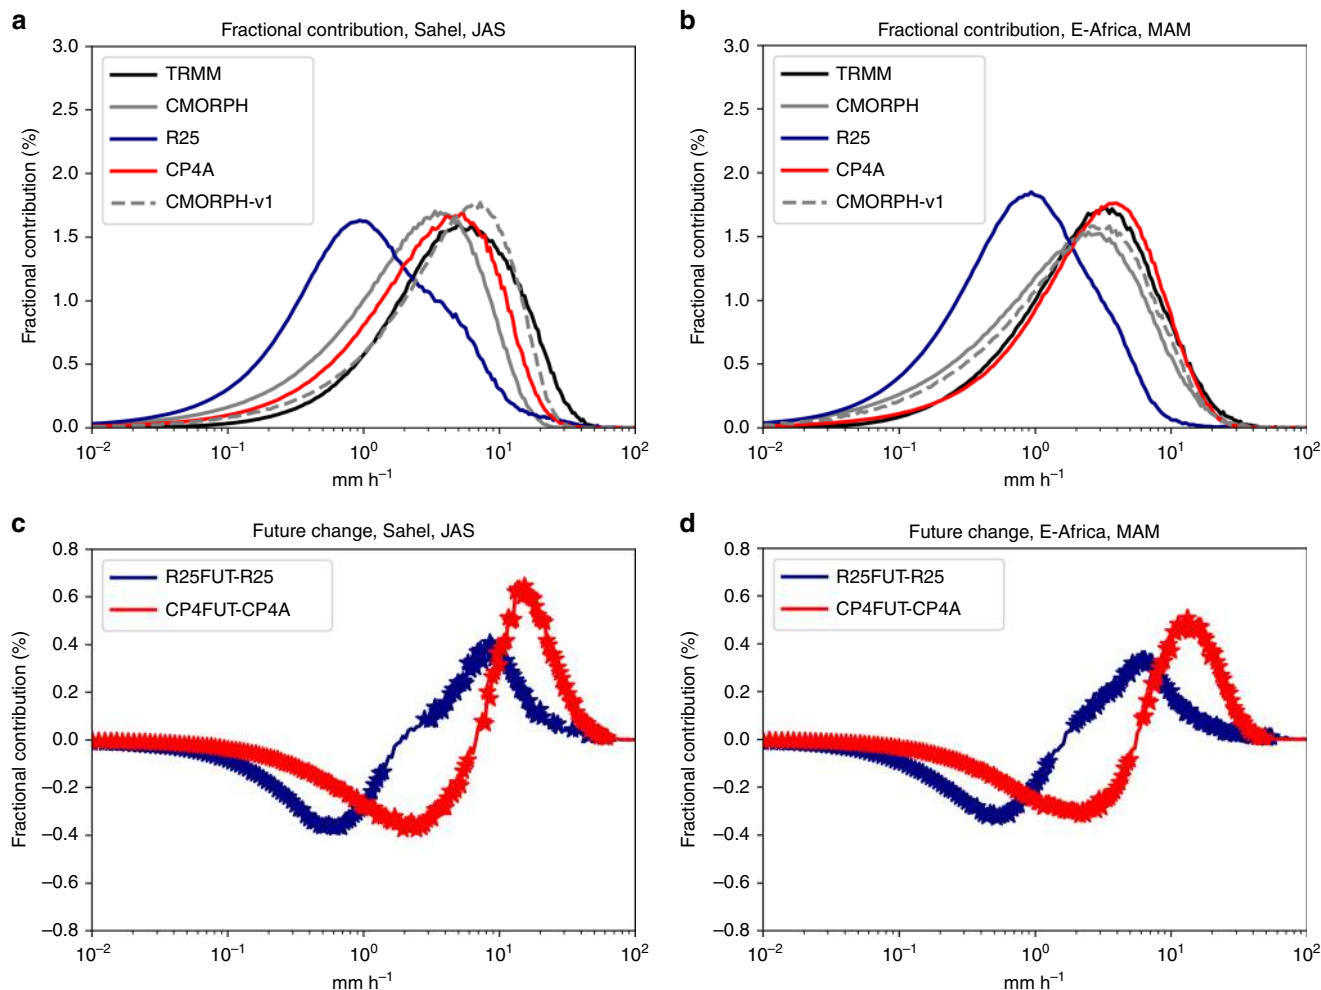 a
Fractional contribution, Sahel, JAS
3.0
2.5
2.0
1.5
1.0
0.5
0.0
Fractional contribution (%)
TRMM
CMORPH
R25
CP4A
CMORPH-v1
10⁻² 10⁻¹ 10⁰ 10¹ 10²
mm h⁻¹
b
Fractional contribution, E-Africa, MAM
3.0
2.5
2.0
1.5
1.0
0.5
0.0
Fractional contribution (%)
TRMM
CMORPH
R25
CP4A
CMORPH-v1
10⁻² 10⁻¹ 10⁰ 10¹ 10²
mm h⁻¹
c
Future change, Sahel, JAS
0.8
0.6
0.4
0.2
0.0
–0.2
–0.4
–0.6
–0.8
Fractional contribution (%)
R25FUT-R25
CP4FUT-CP4A
10⁻² 10⁻¹ 10⁰ 10¹ 10²
mm h⁻¹
d
Future change, E-Africa, MAM
0.8
0.6
0.4
0.2
0.0
–0.2
–0.4
–0.6
–0.8
Fractional contribution (%)
R25FUT-R25
CP4FUT-CP4A
10⁻² 10⁻¹ 10⁰ 10¹ 10²
mm h⁻¹